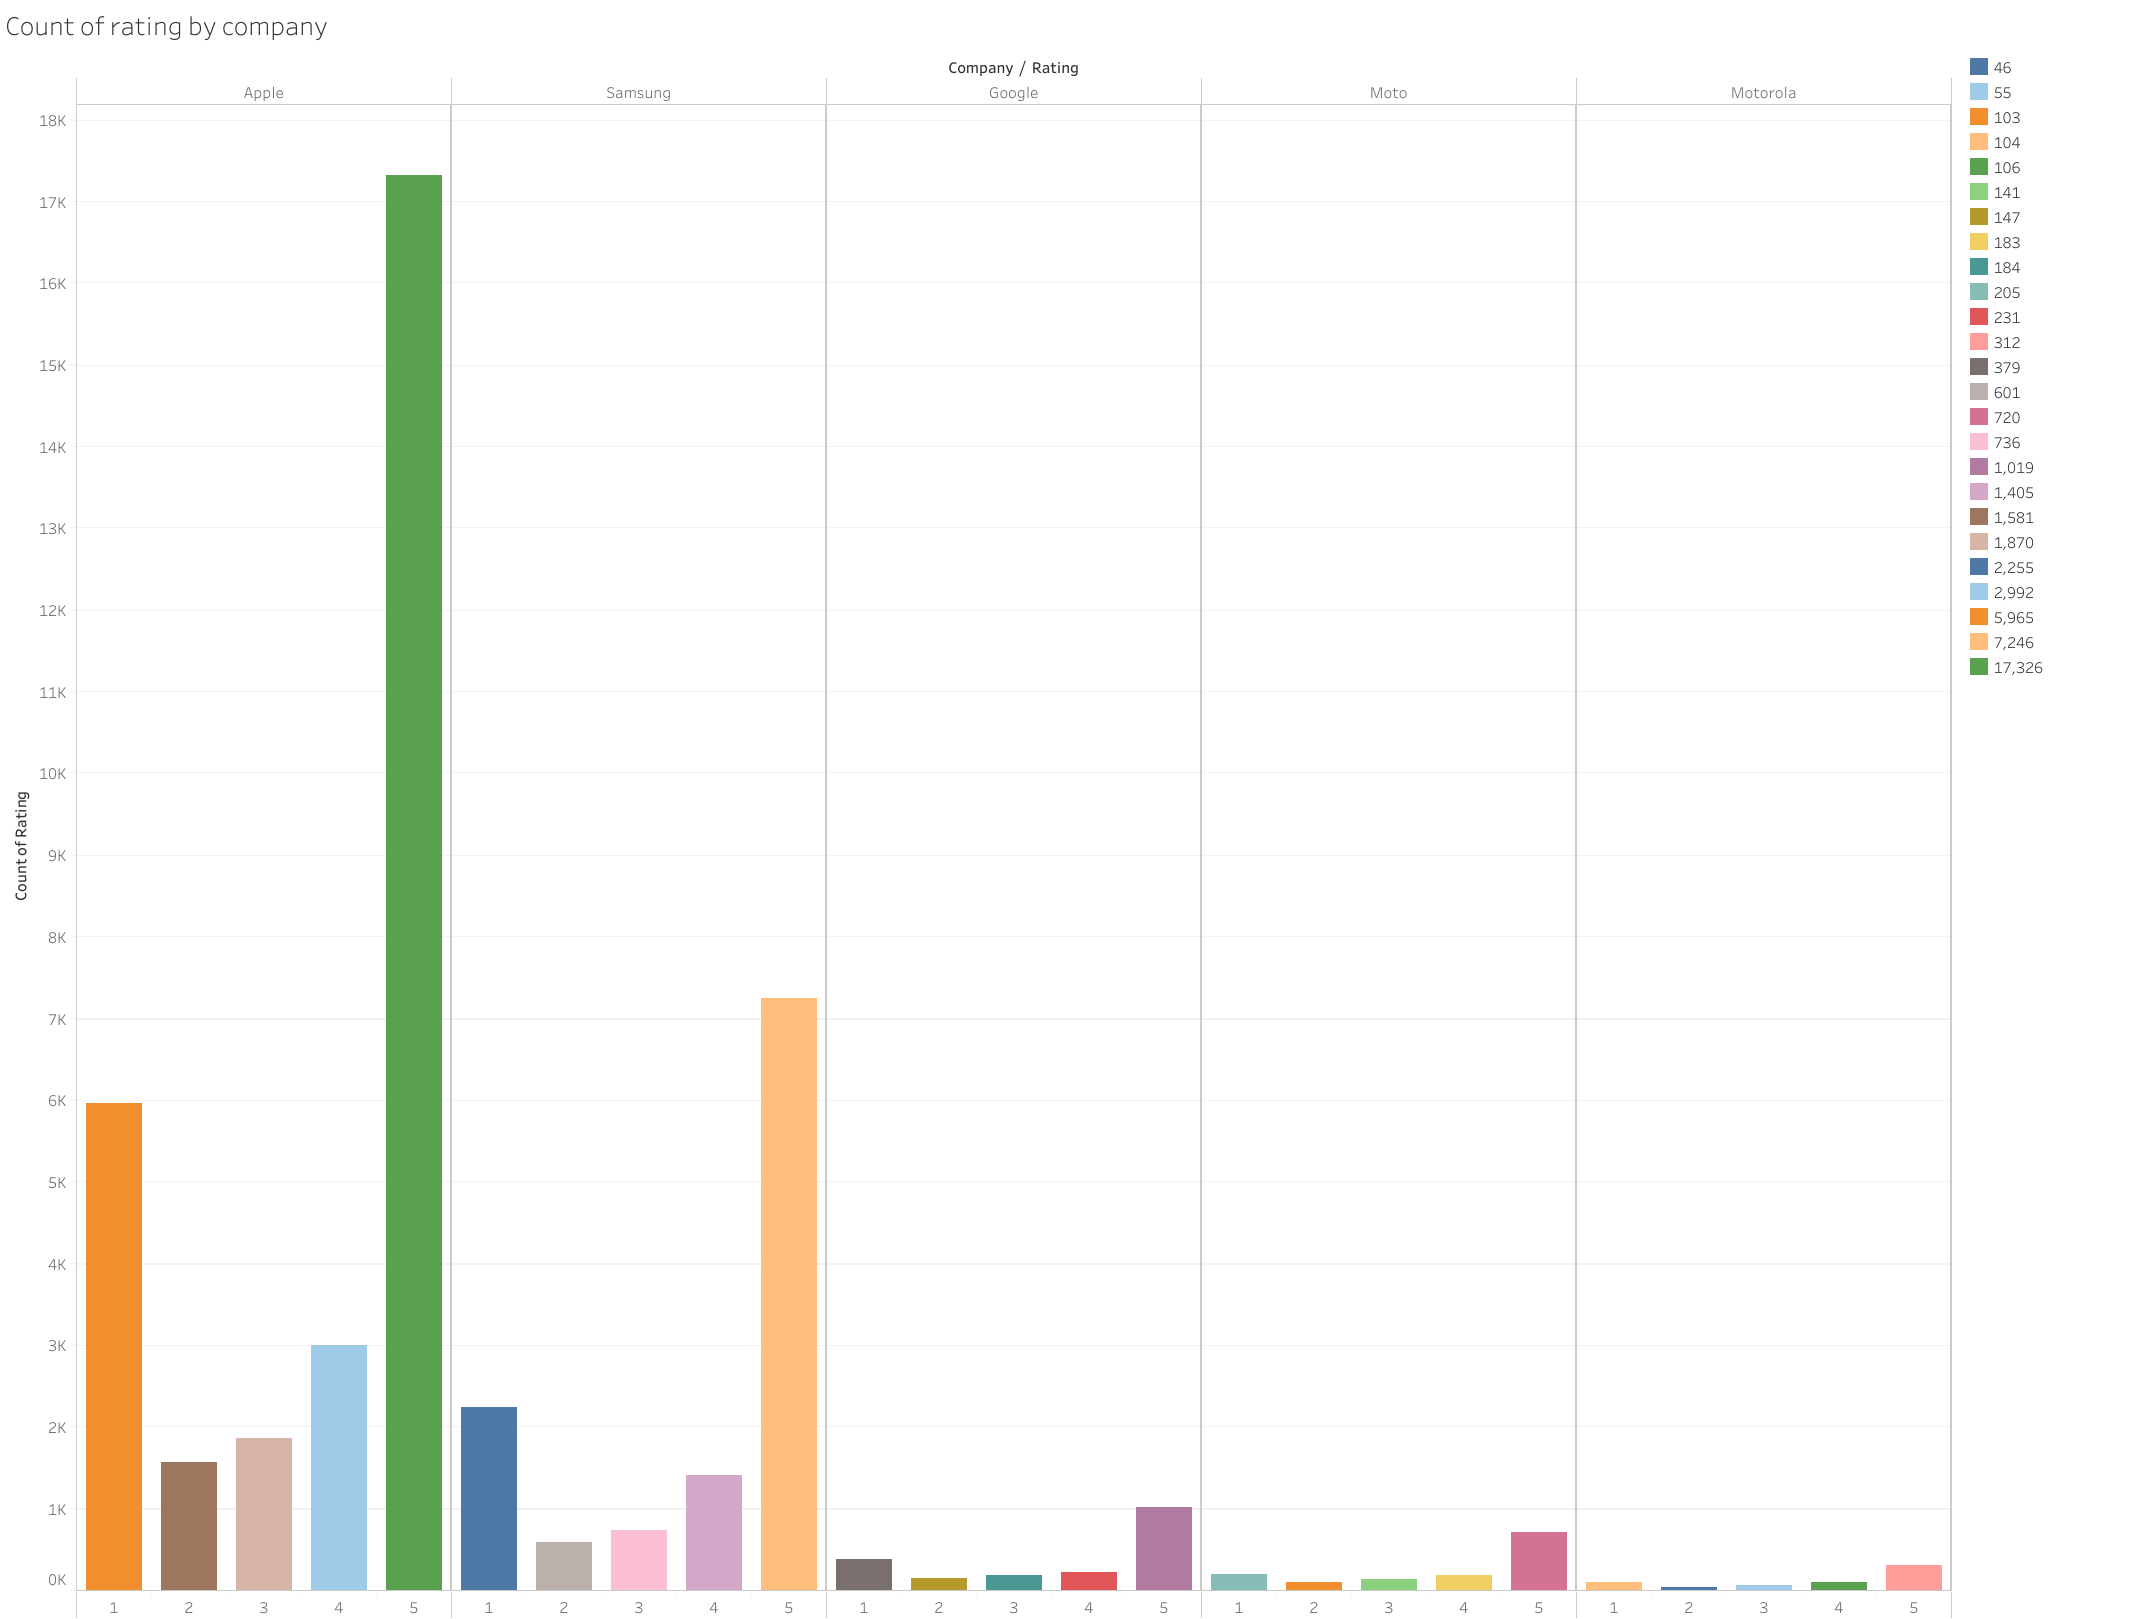 Count of rating by company
Company / Rating
Apple Samsung Google Moto Motorola
18K
17K
16K
15K
14K
13K
12K
11K
10K
9K
8K
7K
6K
5K
4K
3K
2K
1K
0K
Count of Rating
1 2 3 4 5 1 2 3 4 5 1 2 3 4 5 1 2 3 4 5 1 2 3 4 5
46
55
103
104
106
141
147
183
184
205
231
312
379
601
720
736
1,019
1,405
1,581
1,870
2,255
2,992
5,965
7,246
17,326